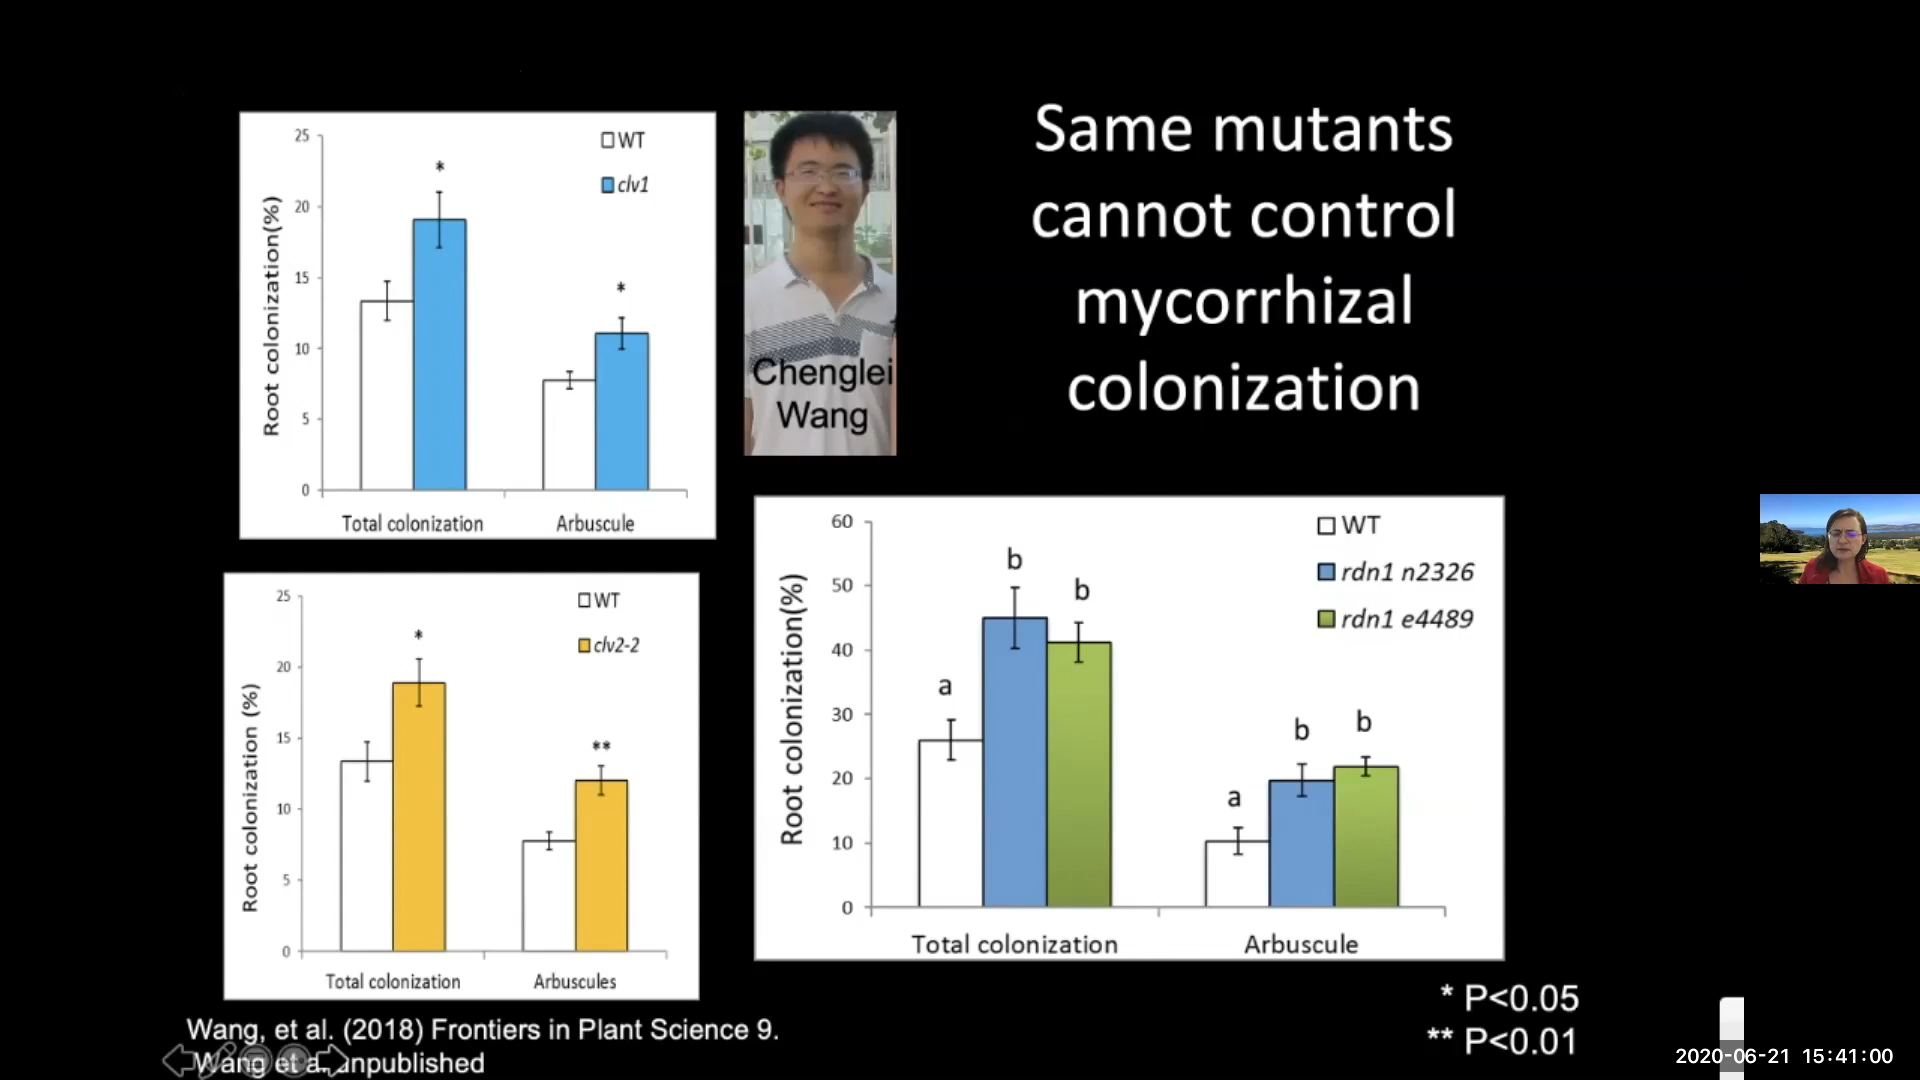 Same mutants
cannot control
mycorrhizal
colonization
25
20
15
10
5
0
Root colonization(%)
WT
clv1
*
*
Total colonization
Arbuscule
Chenglei
Wang
25
20
15
10
5
0
Root colonization (%)
WT
clv2-2
*
**
Total colonization
Arbuscules
60
50
40
30
20
10
0
Root colonization(%)
WT
rdn1 n2326
rdn1 e4489
a
b
b
a
b
b
Total colonization
Arbuscule
* P<0.05
** P<0.01
Wang, et al. (2018) Frontiers in Plant Science 9.
Wang et al unpublished
2020-06-21 15:41:00